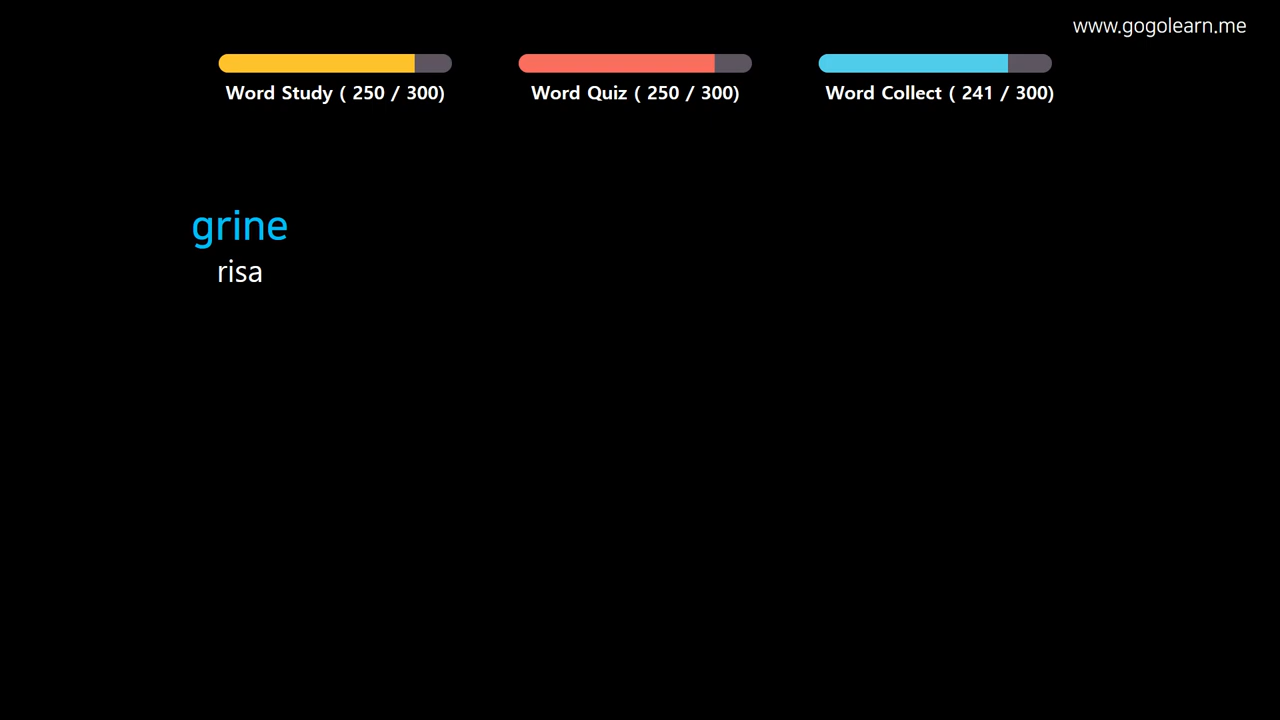 www.gogolearn.me
Word Study ( 250 / 300)
Word Quiz ( 250 / 300)
Word Collect ( 241 / 300)
grine
risa